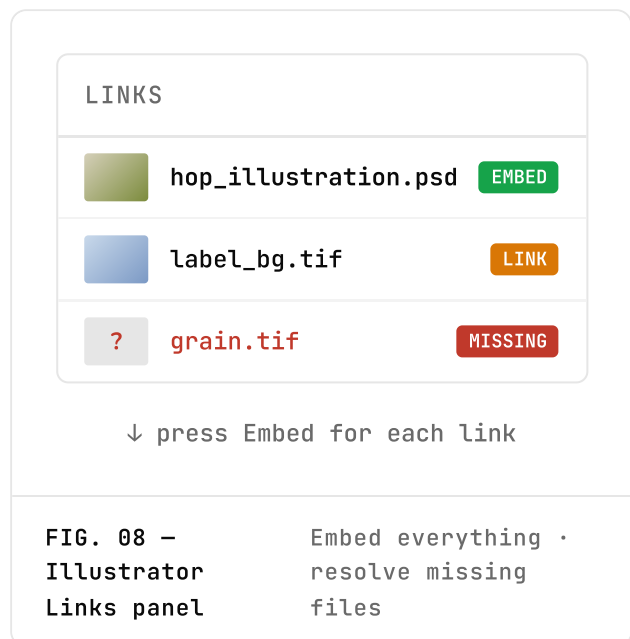 LINKS
hop_illustration.psd EMBED
label_bg.tif LINK
? grain.tif MISSING
↓ press Embed for each link
FIG. 08 —
Illustrator
Links panel
Embed everything ·
resolve missing
files